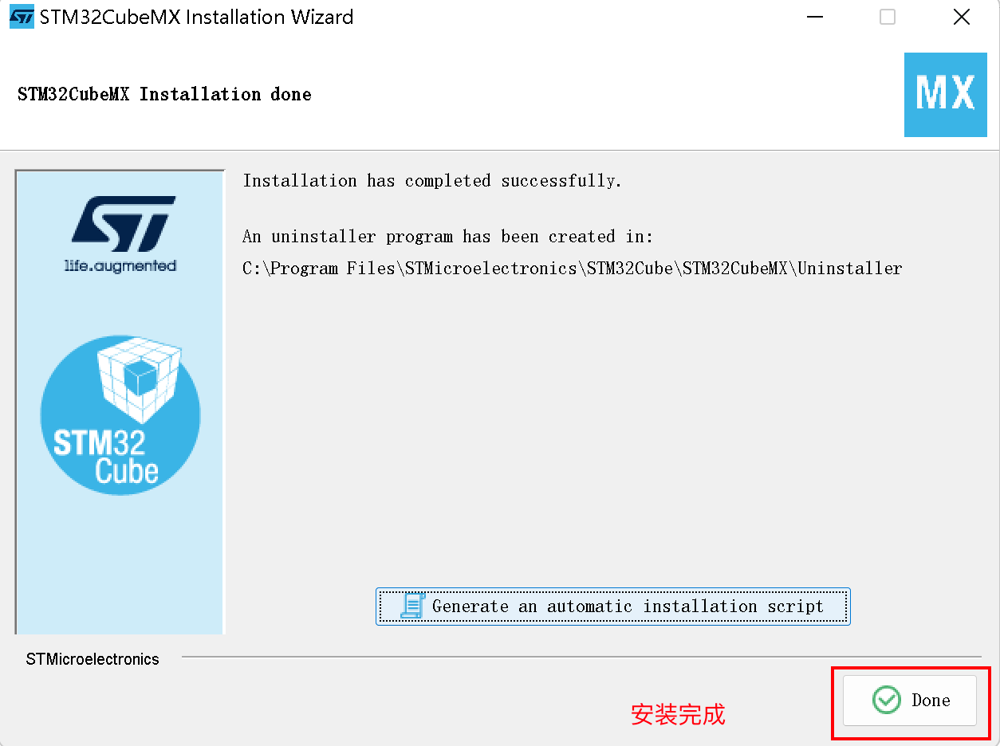 STM32CubeMX Installation Wizard
STM32CubeMX Installation done
MX
life.augmented
STM32
Cube
Installation has completed successfully.
An uninstaller program has been created in:
C:\Program Files\STMicroelectronics\STM32Cube\STM32CubeMX\Uninstaller
Generate an automatic installation script
STMicroelectronics
安装完成
Done